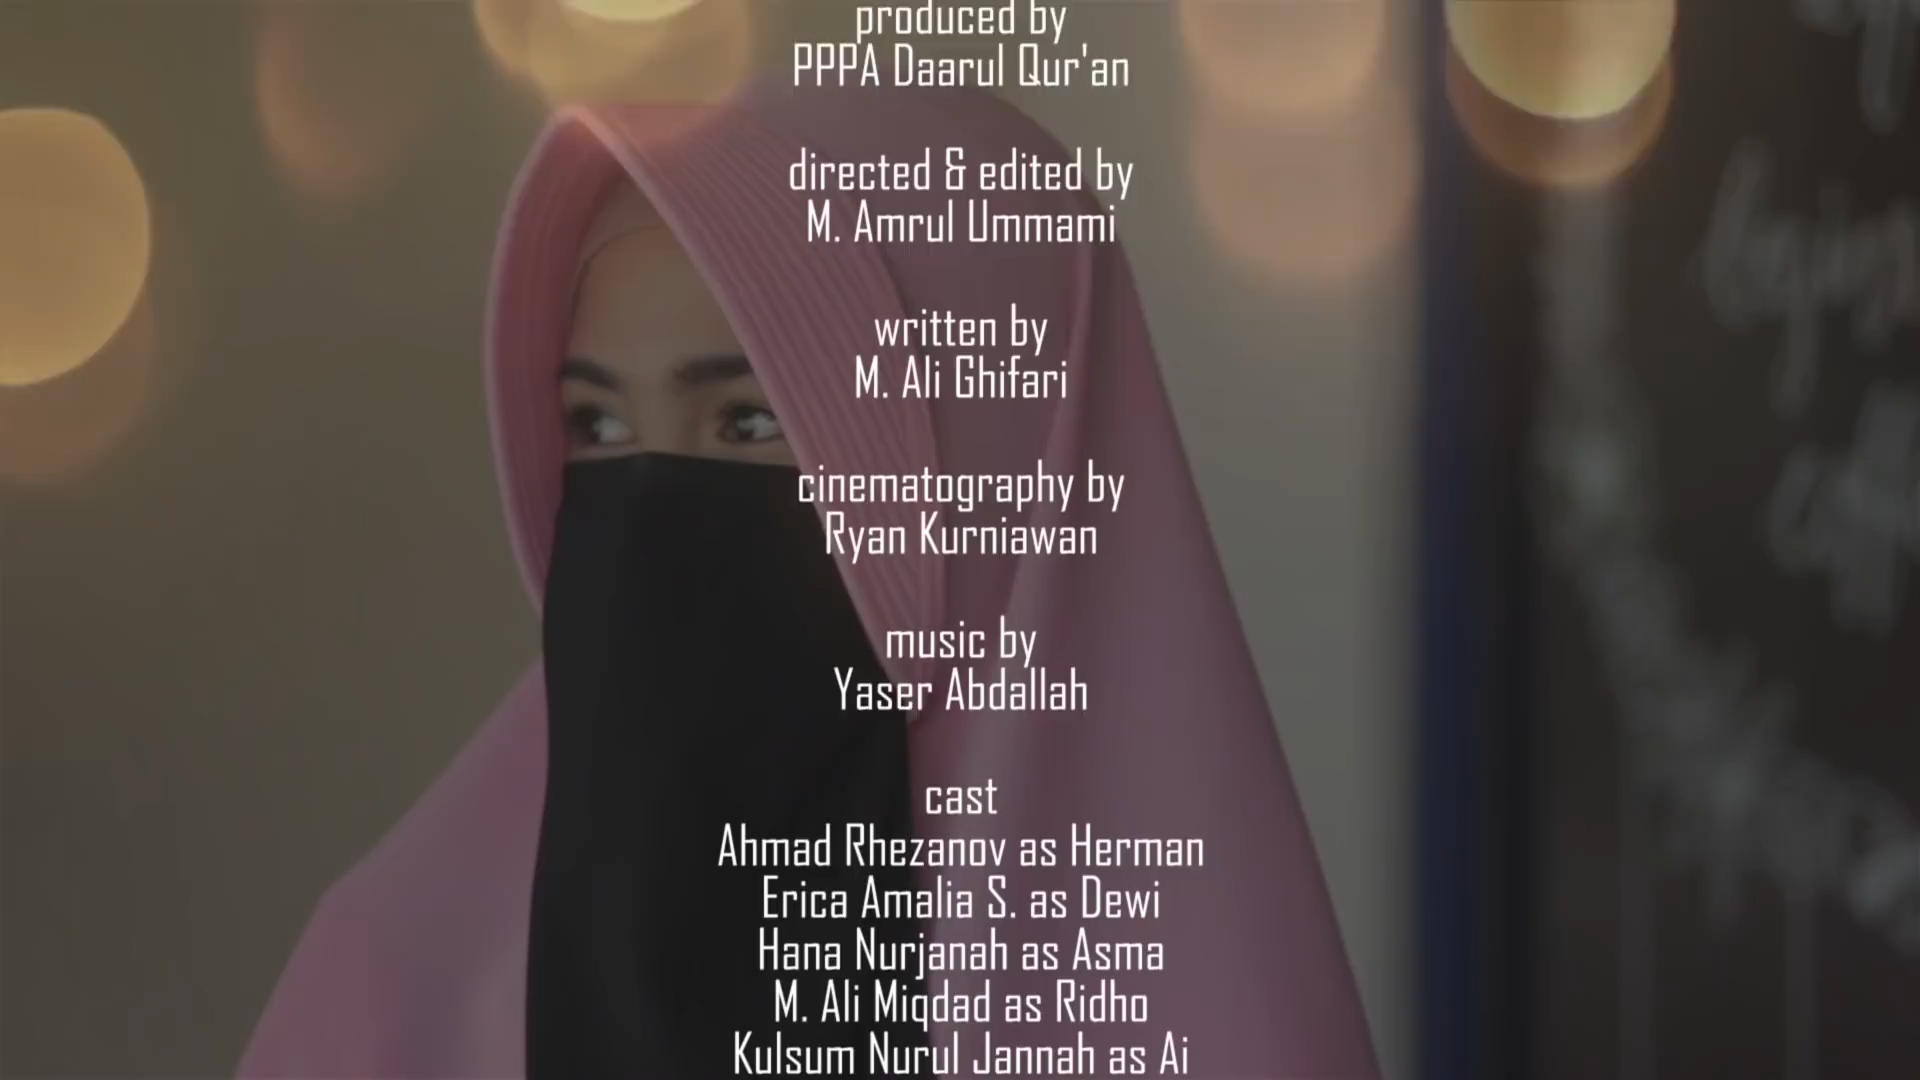 produced by
PPPA Daarul Qur'an
directed & edited by
M. Amrul Ummami
written by
M. Ali Ghifari
cinematography by
Ryan Kurniawan
music by
Yaser Abdallah
cast
Ahmad Rhezanov as Herman
Erica Amalia S. as Dewi
Hana Nurjanah as Asma
M. Ali Miqdad as Ridho
Kulsum Nurul Jannah as Ai